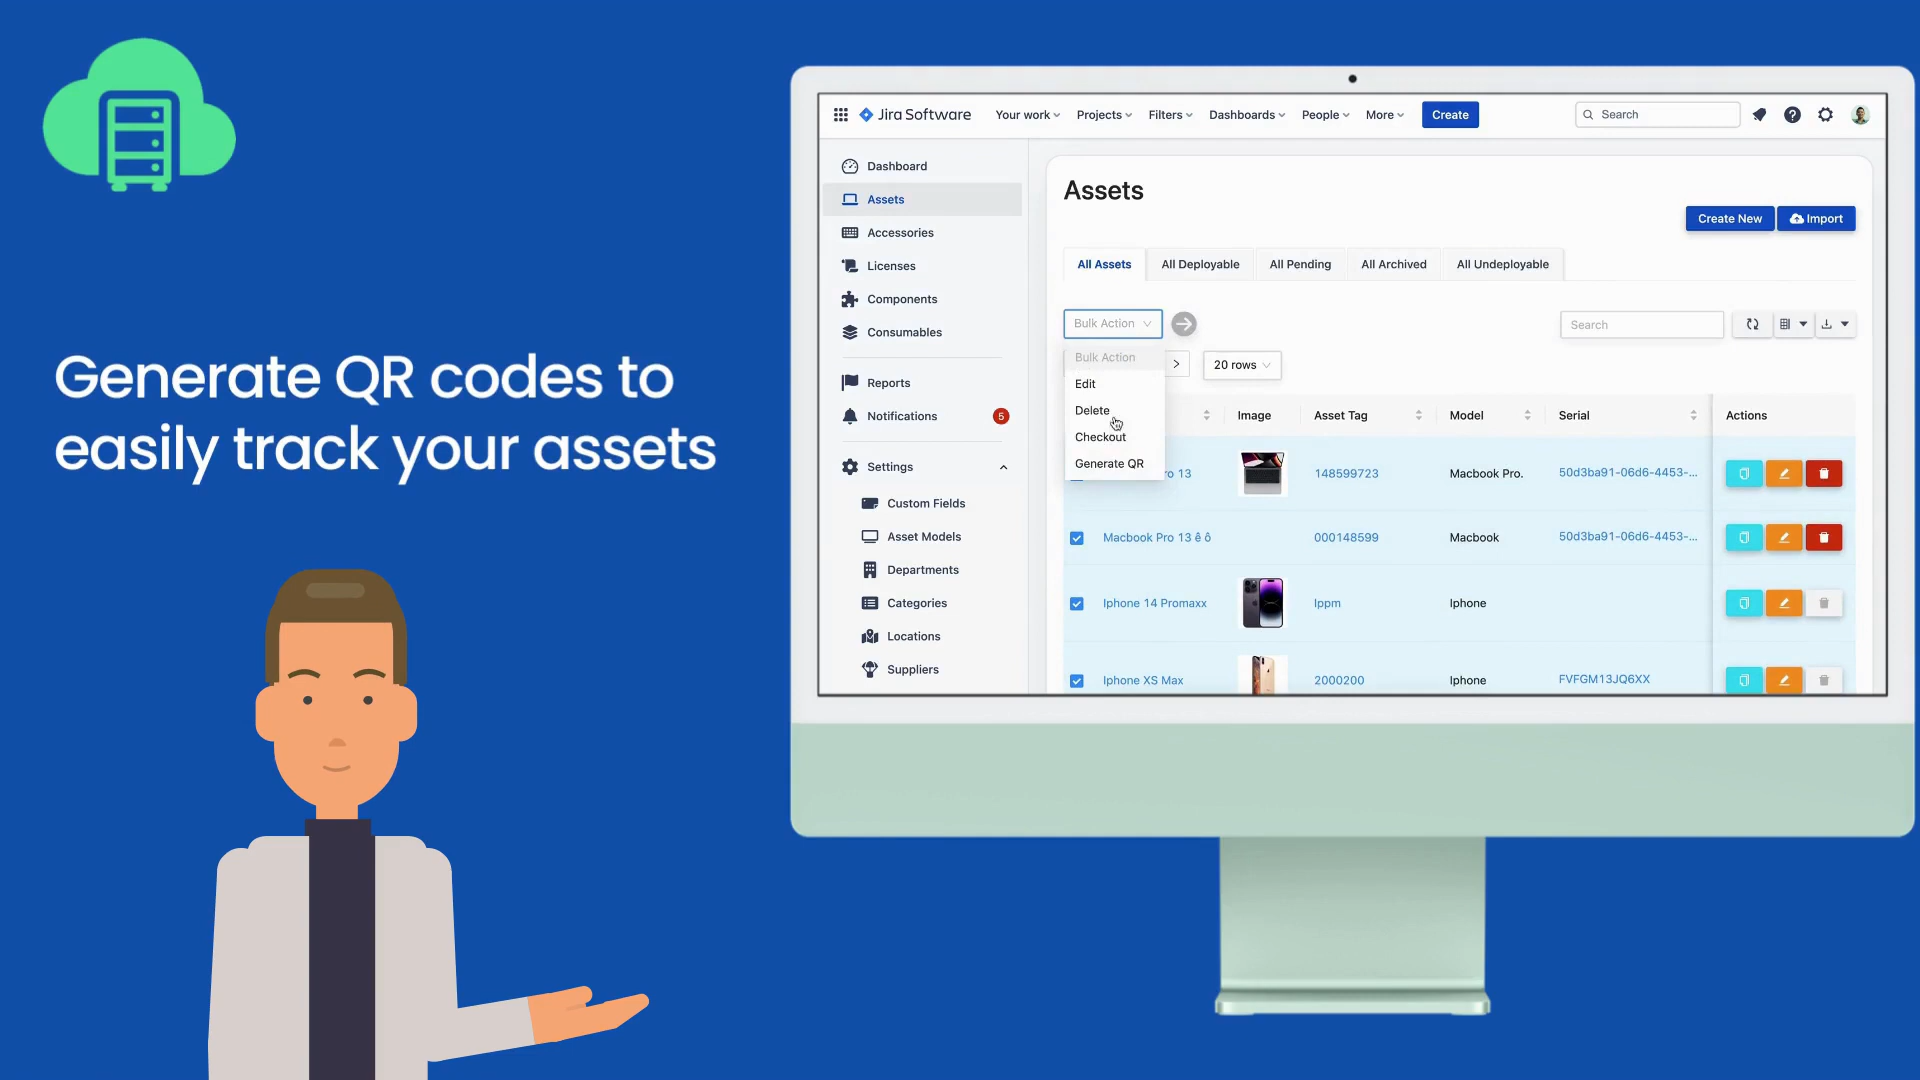 Generate QR codes to
easily track your assets
Jira Software
Your work
Projects
Filters
Dashboards
People
More
Create
Search
Dashboard
Assets
Accessories
Licenses
Components
Consumables
Reports
Notifications
5
Settings
Custom Fields
Asset Models
Departments
Categories
Locations
Suppliers
Assets
Create New
Import
All Assets
All Deployable
All Pending
All Archived
All Undeployable
Bulk Action
Search
Bulk Action
Edit
Delete
Checkout
Generate QR
20 rows
Image
Asset Tag
Model
Serial
Actions
ro 13
148599723
Macbook Pro.
50d3ba91-06d6-4453-...
Macbook Pro 13 ê ô
000148599
Macbook
50d3ba91-06d6-4453-...
Iphone 14 Promaxx
Ippm
Iphone
Iphone XS Max
2000200
Iphone
FVFGM13JQ6XX